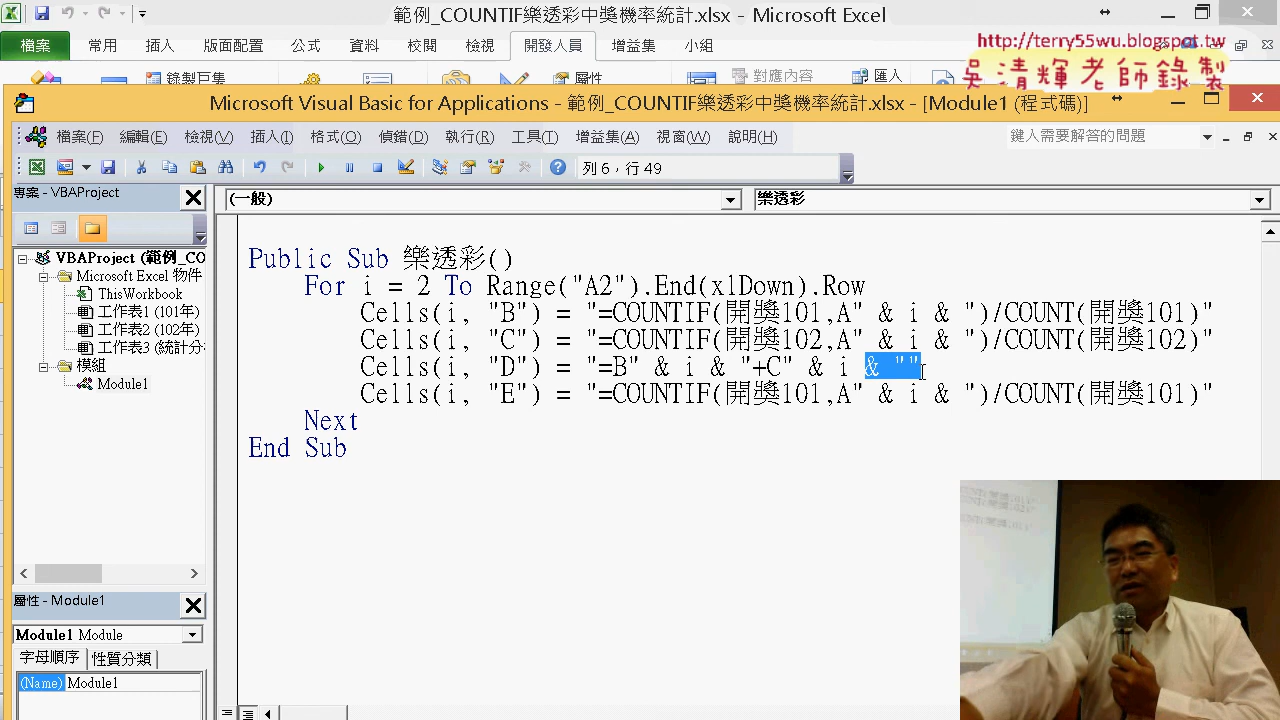 範例_COUNTIF樂透彩中獎機率統計.xlsx - Microsoft Excel
檔案 常用 插入 版面配置 公式 資料 校閱 檢視 開發人員 增益集 小組
http://terry55wu.blogspot.tw
吳清輝老師錄製
錄製巨集 屬性 對應內容 匯入
Microsoft Visual Basic for Applications - 範例_COUNTIF樂透彩中獎機率統計.xlsx - [Module1 (程式碼)]
檔案(F) 編輯(E) 檢視(V) 插入(I) 格式(O) 偵錯(D) 執行(R) 工具(T) 增益集(A) 視窗(W) 說明(H) 鍵入需要解答的問題
列 6，行 49
專案 - VBAProject
(一般) 樂透彩
VBAProject (範例_CO
Microsoft Excel 物件
ThisWorkbook
工作表1 (101年)
工作表2 (102年)
工作表3 (統計分
模組
Module1
Public Sub 樂透彩()
For i = 2 To Range("A2").End(xlDown).Row
Cells(i, "B") = "=COUNTIF(開獎101,A" & i & ")/COUNT(開獎101)"
Cells(i, "C") = "=COUNTIF(開獎102,A" & i & ")/COUNT(開獎102)"
Cells(i, "D") = "=B" & i & "+C" & i & ""
Cells(i, "E") = "=COUNTIF(開獎101,A" & i & ")/COUNT(開獎101)"
Next
End Sub
屬性 - Module1
Module1 Module
字母順序 性質分類
(Name) Module1